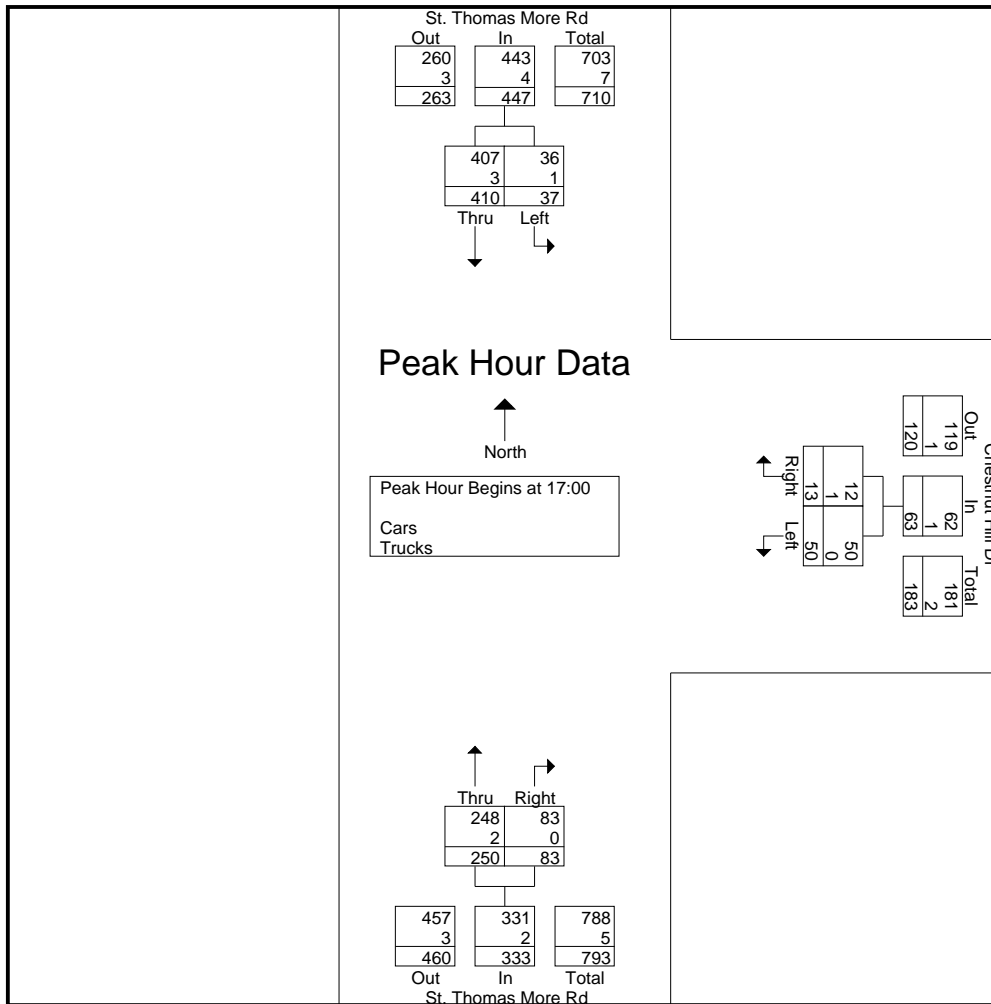 St. Thomas More Rd
Out In Total
260 443 703
3 4 7
263 447 710
407 36
3 1
410 37
Thru Left
Peak Hour Data
North
Peak Hour Begins at 17:00
Cars
Trucks
Chestnut Hill Dr
Out In Total
119 62 181
1 1 2
120 63 183
12 50
1 0
13 50
Right Left
Thru Right
248 83
2 0
250 83
457 331 788
3 2 5
460 333 793
Out In Total
St. Thomas More Rd